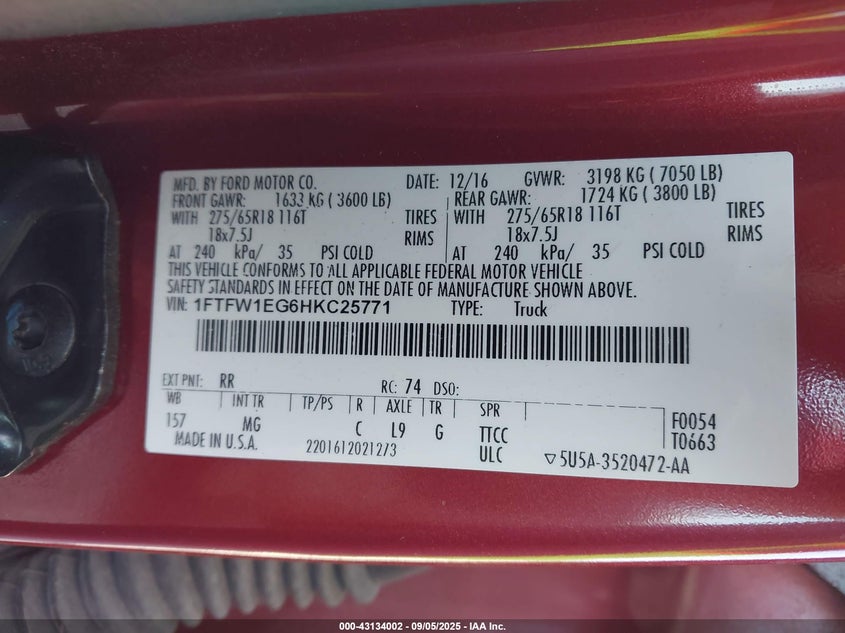 MFD. BY FORD MOTOR CO. DATE: 12/16 GVWR: 3198 KG ( 7050 LB)
FRONT GAWR: 1633 KG ( 3600 LB) REAR GAWR: 1724 KG ( 3800 LB)
WITH 275/65R18 116T TIRES WITH 275/65R18 116T TIRES
18x7.5J RIMS 18x7.5J RIMS
AT 240 kPa/ 35 PSI COLD AT 240 kPa/ 35 PSI COLD
THIS VEHICLE CONFORMS TO ALL APPLICABLE FEDERAL MOTOR VEHICLE
SAFETY STANDARDS IN EFFECT ON THE DATE OF MANUFACTURE SHOWN ABOVE.
VIN: 1FTFW1EG6HKC25771 TYPE: Truck
EXT PNT: RR RC: 74 DSO:
WB INT TR TP/PS R AXLE TR SPR F0054
157 MG C L9 G TTCC T0663
MADE IN U.S.A. 2201612021273 ULC ▽5U5A-3520472-AA
000-43134002 - 09/05/2025 - IAA Inc.